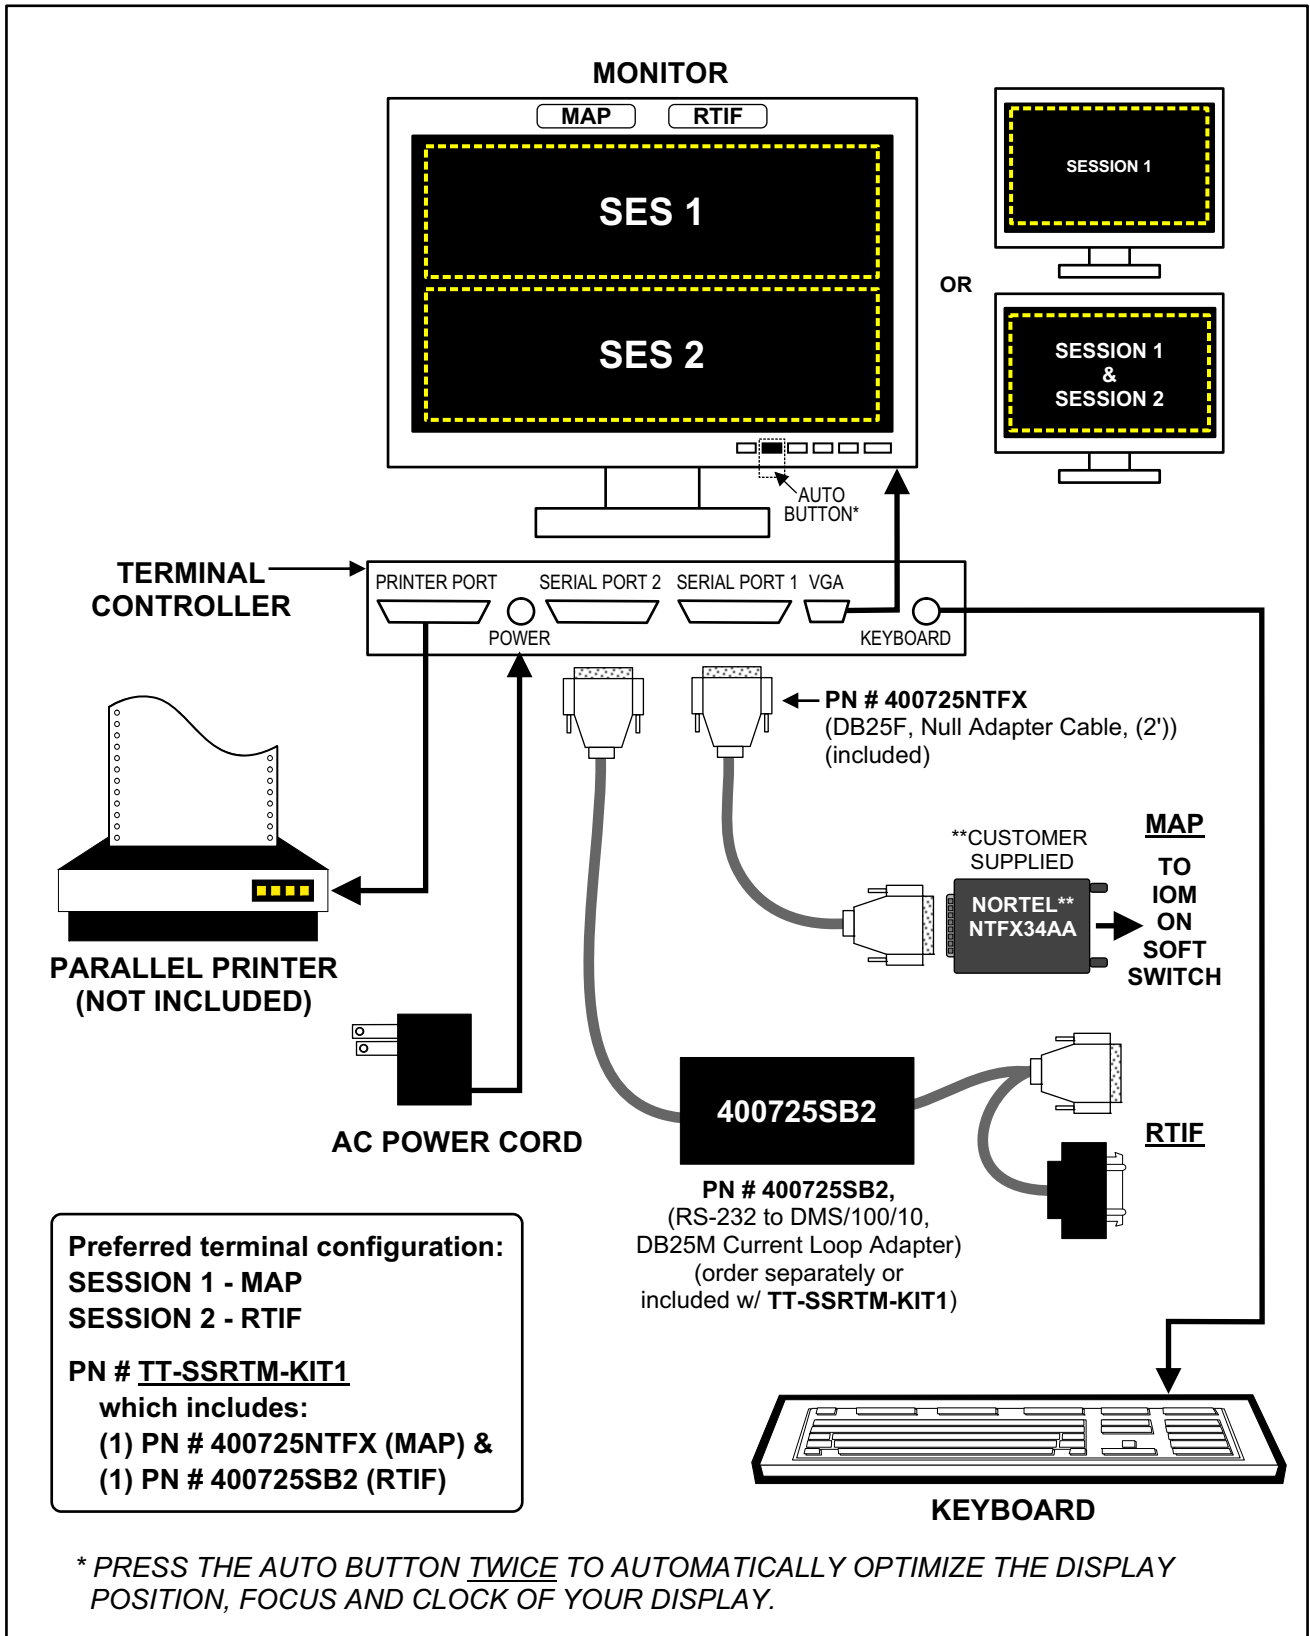 MONITOR
MAP
RTIF
SES 1
SES 2
SESSION 1
OR
SESSION 1
&
SESSION 2
AUTO
BUTTON*
TERMINAL
CONTROLLER
PRINTER PORT
POWER
SERIAL PORT 2
SERIAL PORT 1
VGA
KEYBOARD
PN # 400725NTFX
(DB25F, Null Adapter Cable, (2'))
(included)
**CUSTOMER
SUPPLIED
NORTEL**
NTFX34AA
MAP
TO
IOM
ON
SOFT
SWITCH
PARALLEL PRINTER
(NOT INCLUDED)
AC POWER CORD
400725SB2
RTIF
PN # 400725SB2,
(RS-232 to DMS/100/10,
DB25M Current Loop Adapter)
(order separately or
included w/ TT-SSRTM-KIT1)
Preferred terminal configuration:
SESSION 1 - MAP
SESSION 2 - RTIF
PN # TT-SSRTM-KIT1
which includes:
(1) PN # 400725NTFX (MAP) &
(1) PN # 400725SB2 (RTIF)
KEYBOARD
* PRESS THE AUTO BUTTON TWICE TO AUTOMATICALLY OPTIMIZE THE DISPLAY
POSITION, FOCUS AND CLOCK OF YOUR DISPLAY.